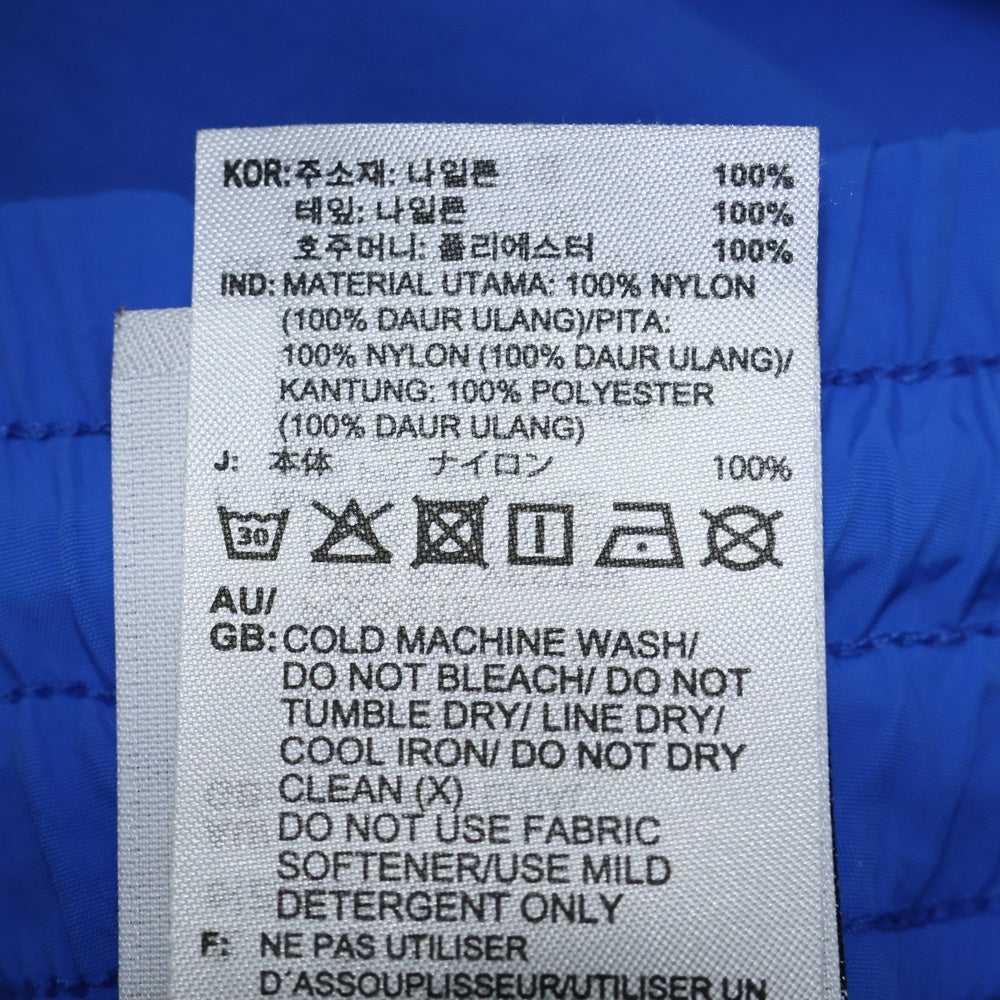 KOR: 주소재: 나일론 100%
테잎: 나일론 100%
호주머니: 폴리에스터 100%
IND: MATERIAL UTAMA: 100% NYLON
(100% DAUR ULANG)/PITA:
100% NYLON (100% DAUR ULANG)/
KANTUNG: 100% POLYESTER
(100% DAUR ULANG)
J: 本体 ナイロン 100%
30
AU/
GB: COLD MACHINE WASH/
DO NOT BLEACH/ DO NOT
TUMBLE DRY/ LINE DRY/
COOL IRON/ DO NOT DRY
CLEAN (X)
DO NOT USE FABRIC
SOFTENER/USE MILD
DETERGENT ONLY
F: NE PAS UTILISER
D´ASSOUPLISSEUR/UTILISER UN